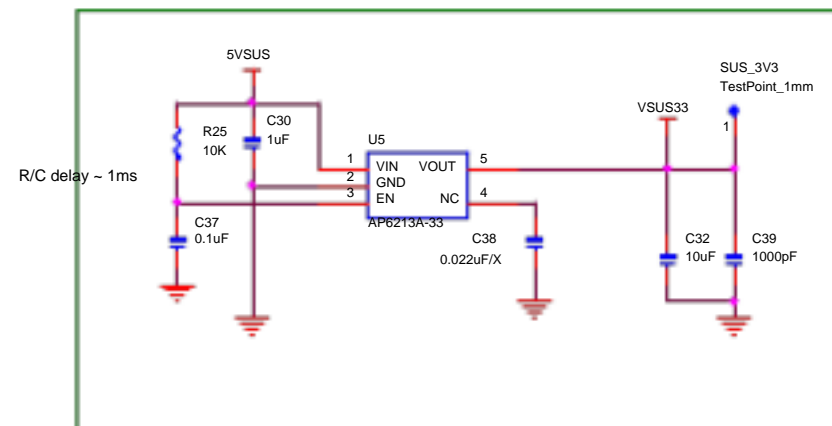 5VSUS
SUS_3V3
TestPoint_1mm
VSUS33
C30
1uF
R25
10K
U5
1
R/C delay ~ 1ms
1
VIN
VOUT
5
2
GND
3
EN
NC
4
AP6213A-33
C37
0.1uF
C38
0.022uF/X
C32
10uF
C39
1000pF